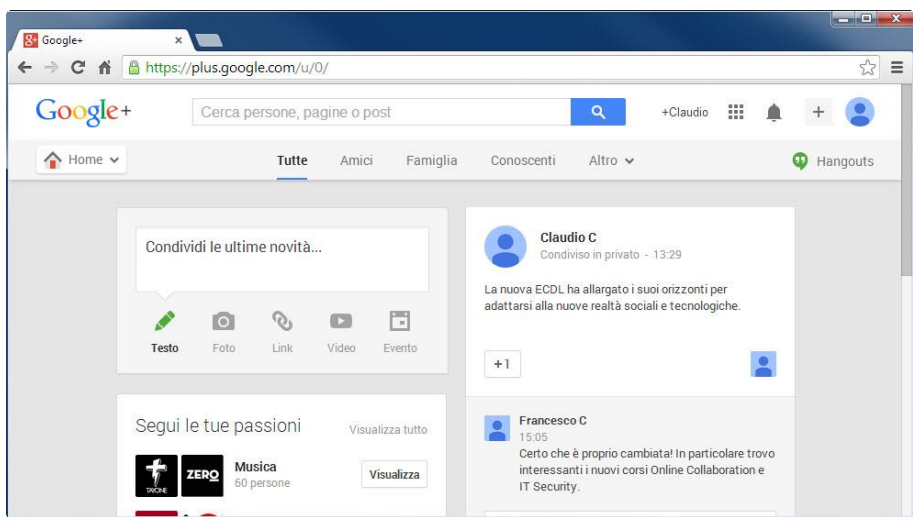 Google+
https://plus.google.com/u/0/
Google+
Cerca persone, pagine o post
+Claudio
Home
Tutte
Amici
Famiglia
Conoscenti
Altro
Hangouts
Condividi le ultime novità...
Testo
Foto
Link
Video
Evento
Segui le tue passioni
Visualizza tutto
ZERO
Musica
60 persone
Visualizza
Claudio C
Condiviso in privato - 13:29
La nuova ECDL ha allargato i suoi orizzonti per
adattarsi alla nuove realtà sociali e tecnologiche.
+1
Francesco C
15:05
Certo che è proprio cambiata! In particolare trovo
interessanti i nuovi corsi Online Collaboration e
IT Security.